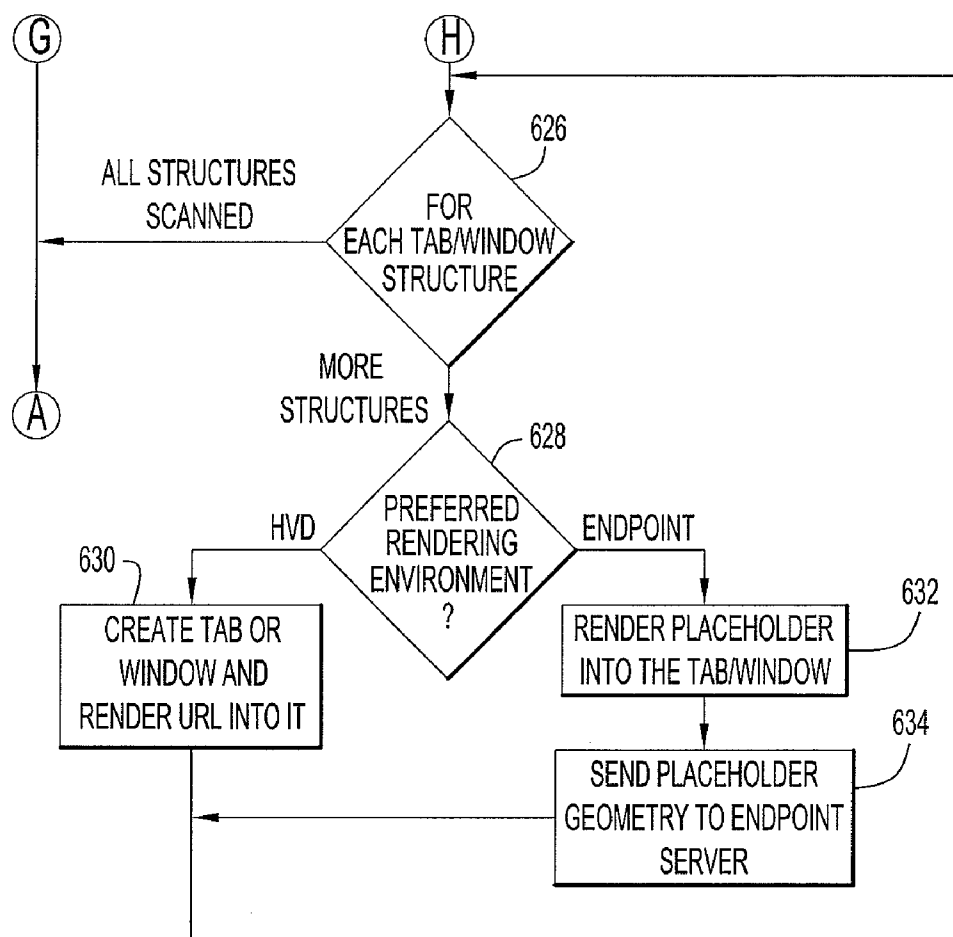 G
H
626
ALL STRUCTURES
SCANNED
FOR
EACH TAB/WINDOW
STRUCTURE
MORE
STRUCTURES
A
628
PREFERRED
RENDERING
ENVIRONMENT
?
HVD
ENDPOINT
630
CREATE TAB OR
WINDOW AND
RENDER URL INTO IT
632
RENDER PLACEHOLDER
INTO THE TAB/WINDOW
634
SEND PLACEHOLDER
GEOMETRY TO ENDPOINT
SERVER